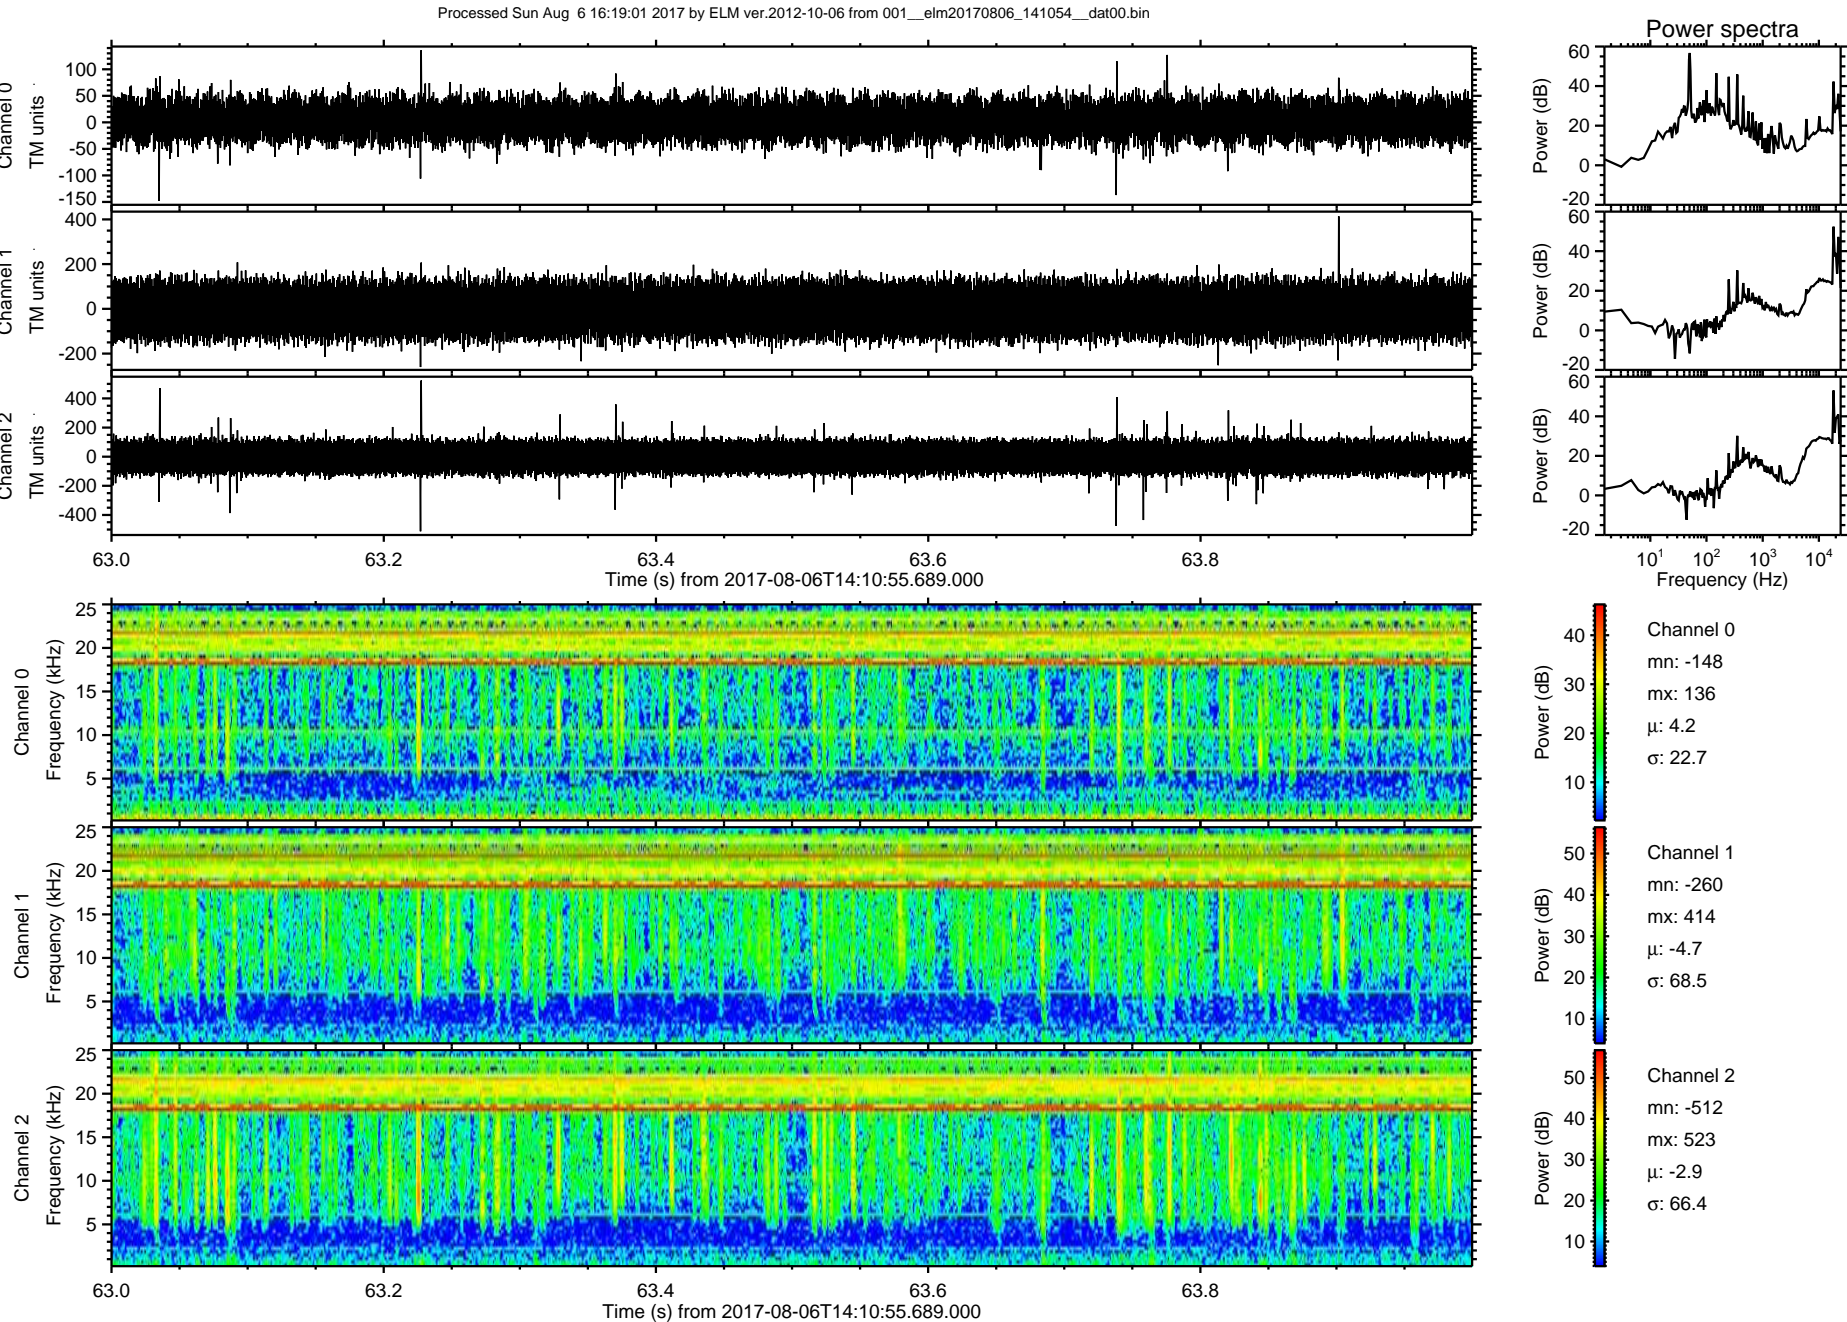 Processed Sun Aug  6 16:19:01 2017 by ELM ver.2012-10-06 from 001__elm20170806_141054__dat00.bin
Power spectra
Channel 0
TM units
100
50
0
-50
-100
-150
Power (dB)
60
40
20
0
-20
Channel 1
TM units
400
200
0
-200
Power (dB)
60
40
20
0
-20
Channel 2
TM units
400
200
0
-200
-400
Power (dB)
60
40
20
0
-20
63.0 63.2 63.4 63.6 63.8
Time (s) from 2017-08-06T14:10:55.689.000
10^1 10^2 10^3 10^4
Frequency (Hz)
Channel 0
Frequency (kHz)
25
20
15
10
5
Power (dB)
40
30
20
10
Channel 0
mn: -148
mx: 136
μ: 4.2
σ: 22.7
Channel 1
Frequency (kHz)
25
20
15
10
5
Power (dB)
50
40
30
20
10
Channel 1
mn: -260
mx: 414
μ: -4.7
σ: 68.5
Channel 2
Frequency (kHz)
25
20
15
10
5
Power (dB)
50
40
30
20
10
Channel 2
mn: -512
mx: 523
μ: -2.9
σ: 66.4
63.0 63.2 63.4 63.6 63.8
Time (s) from 2017-08-06T14:10:55.689.000